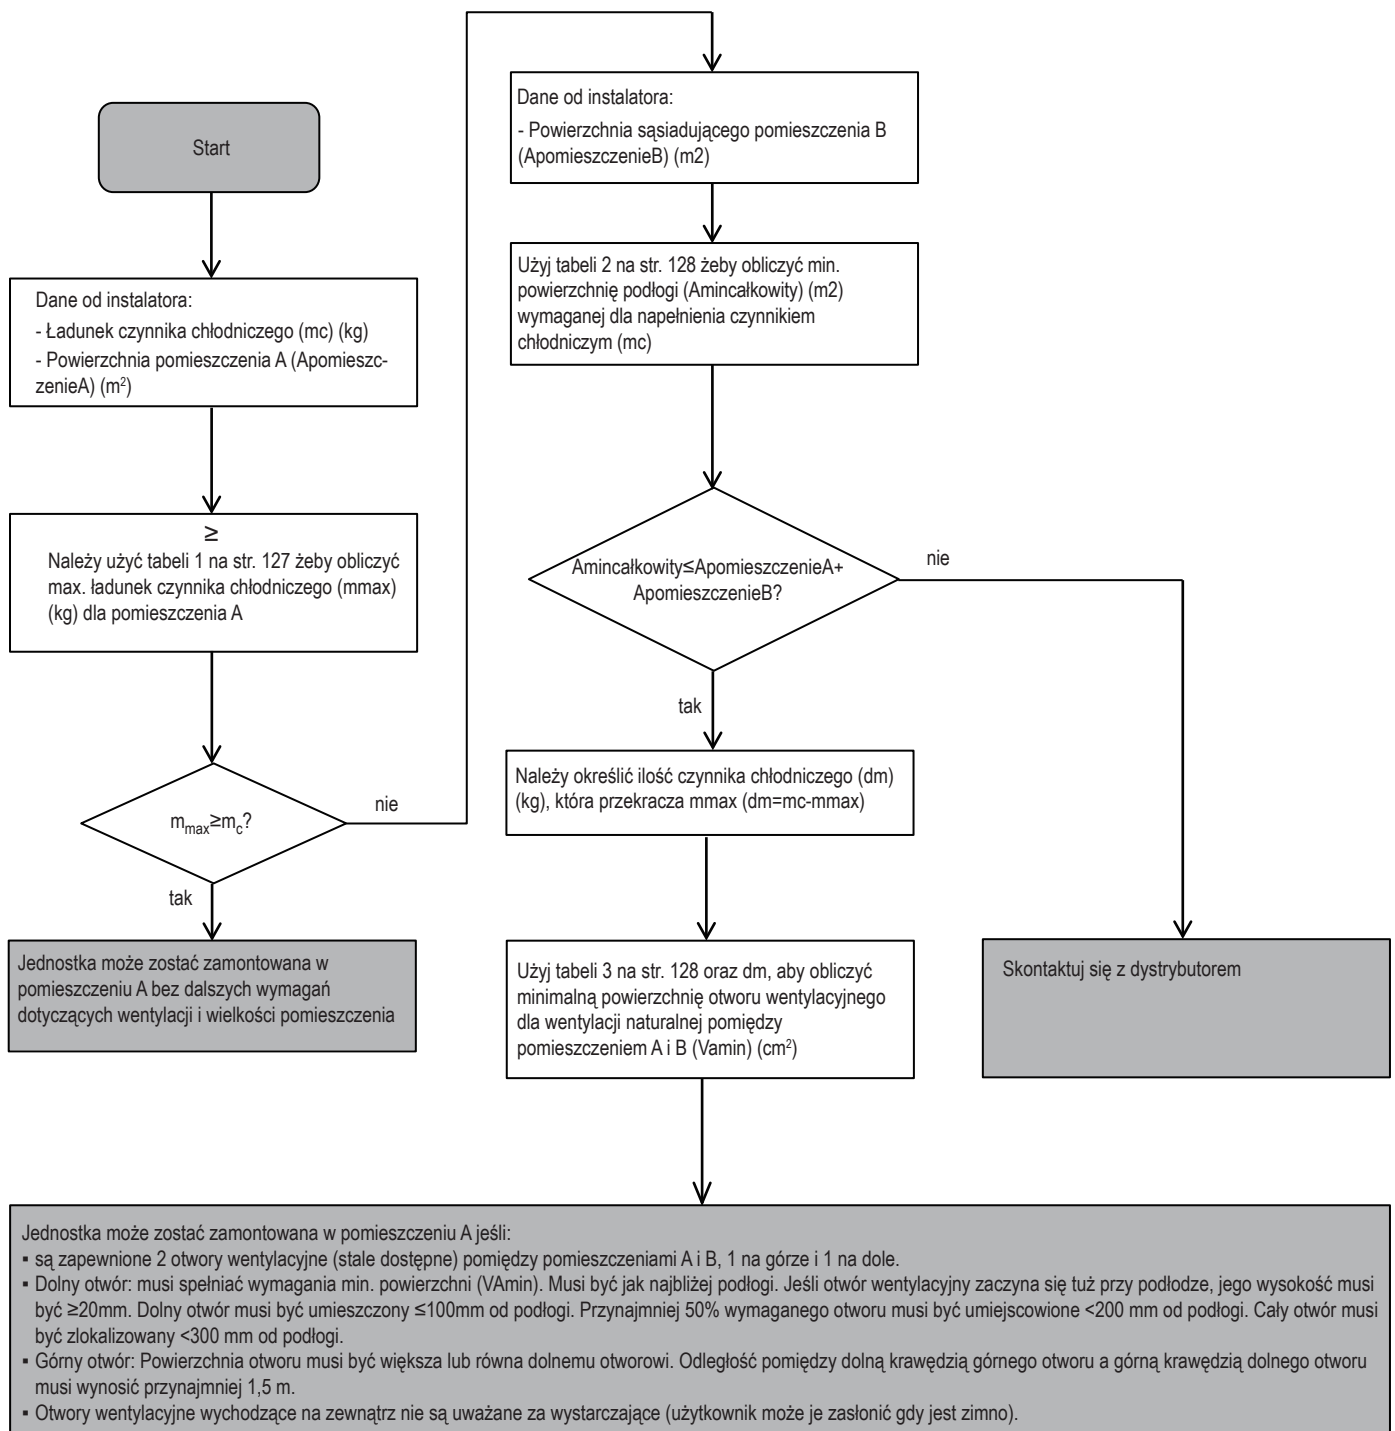 Start
Dane od instalatora:
- Ładunek czynnika chłodniczego (mc) (kg)
- Powierzchnia pomieszczenia A (Apomieszc-
zenieA) (m²)
≥
Należy użyć tabeli 1 na str. 127 żeby obliczyć
max. ładunek czynnika chłodniczego (mmax)
(kg) dla pomieszczenia A
m_max≥m_c?
nie
tak
Jednostka może zostać zamontowana w
pomieszczeniu A bez dalszych wymagań
dotyczących wentylacji i wielkości pomieszczenia
Dane od instalatora:
- Powierzchnia sąsiadującego pomieszczenia B
(ApomieszczenieB) (m2)
Użyj tabeli 2 na str. 128 żeby obliczyć min.
powierzchnię podłogi (Amincałkowity) (m2)
wymaganej dla napełnienia czynnikiem
chłodniczym (mc)
Amincałkowity≤ApomieszczenieA+
ApomieszczenieB?
nie
tak
Należy określić ilość czynnika chłodniczego (dm)
(kg), która przekracza mmax (dm=mc-mmax)
Użyj tabeli 3 na str. 128 oraz dm, aby obliczyć
minimalną powierzchnię otworu wentylacyjnego
dla wentylacji naturalnej pomiędzy
pomieszczeniem A i B (Vamin) (cm²)
Skontaktuj się z dystrybutorem
Jednostka może zostać zamontowana w pomieszczeniu A jeśli:
▪ są zapewnione 2 otwory wentylacyjne (stale dostępne) pomiędzy pomieszczeniami A i B, 1 na górze i 1 na dole.
▪ Dolny otwór: musi spełniać wymagania min. powierzchni (VAmin). Musi być jak najbliżej podłogi. Jeśli otwór wentylacyjny zaczyna się tuż przy podłodze, jego wysokość musi
być ≥20mm. Dolny otwór musi być umieszczony ≤100mm od podłogi. Przynajmniej 50% wymaganego otworu musi być umiejscowione <200 mm od podłogi. Cały otwór musi
być zlokalizowany <300 mm od podłogi.
▪ Górny otwór: Powierzchnia otworu musi być większa lub równa dolnemu otworowi. Odległość pomiędzy dolną krawędzią górnego otworu a górną krawędzią dolnego otworu
musi wynosić przynajmniej 1,5 m.
▪ Otwory wentylacyjne wychodzące na zewnątrz nie są uważane za wystarczające (użytkownik może je zasłonić gdy jest zimno).